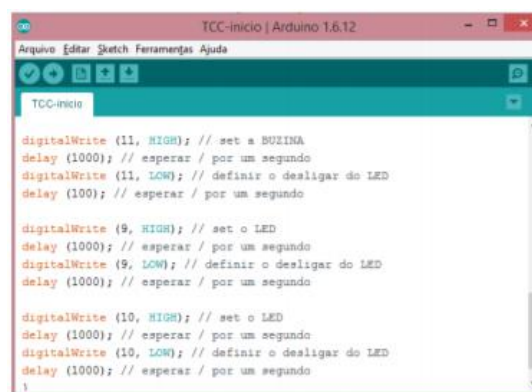 TCC-inicio | Arduino 1.6.12
Arquivo Editar Sketch Ferramentas Ajuda
TCC-inicio
digitalWrite (11, HIGH); // set a BUZINA
delay (1000); // esperar / por um segundo
digitalWrite (11, LOW); // definir o desligar do LED
delay (100); // esperar / por um segundo
digitalWrite (9, HIGH); // set o LED
delay (1000); // esperar / por um segundo
digitalWrite (9, LOW); // definir o desligar do LED
delay (1000); // esperar / por um segundo
digitalWrite (10, HIGH); // set o LED
delay (1000); // esperar / por um segundo
digitalWrite (10, LOW); // definir o desligar do LED
delay (1000); // esperar / por um segundo
}